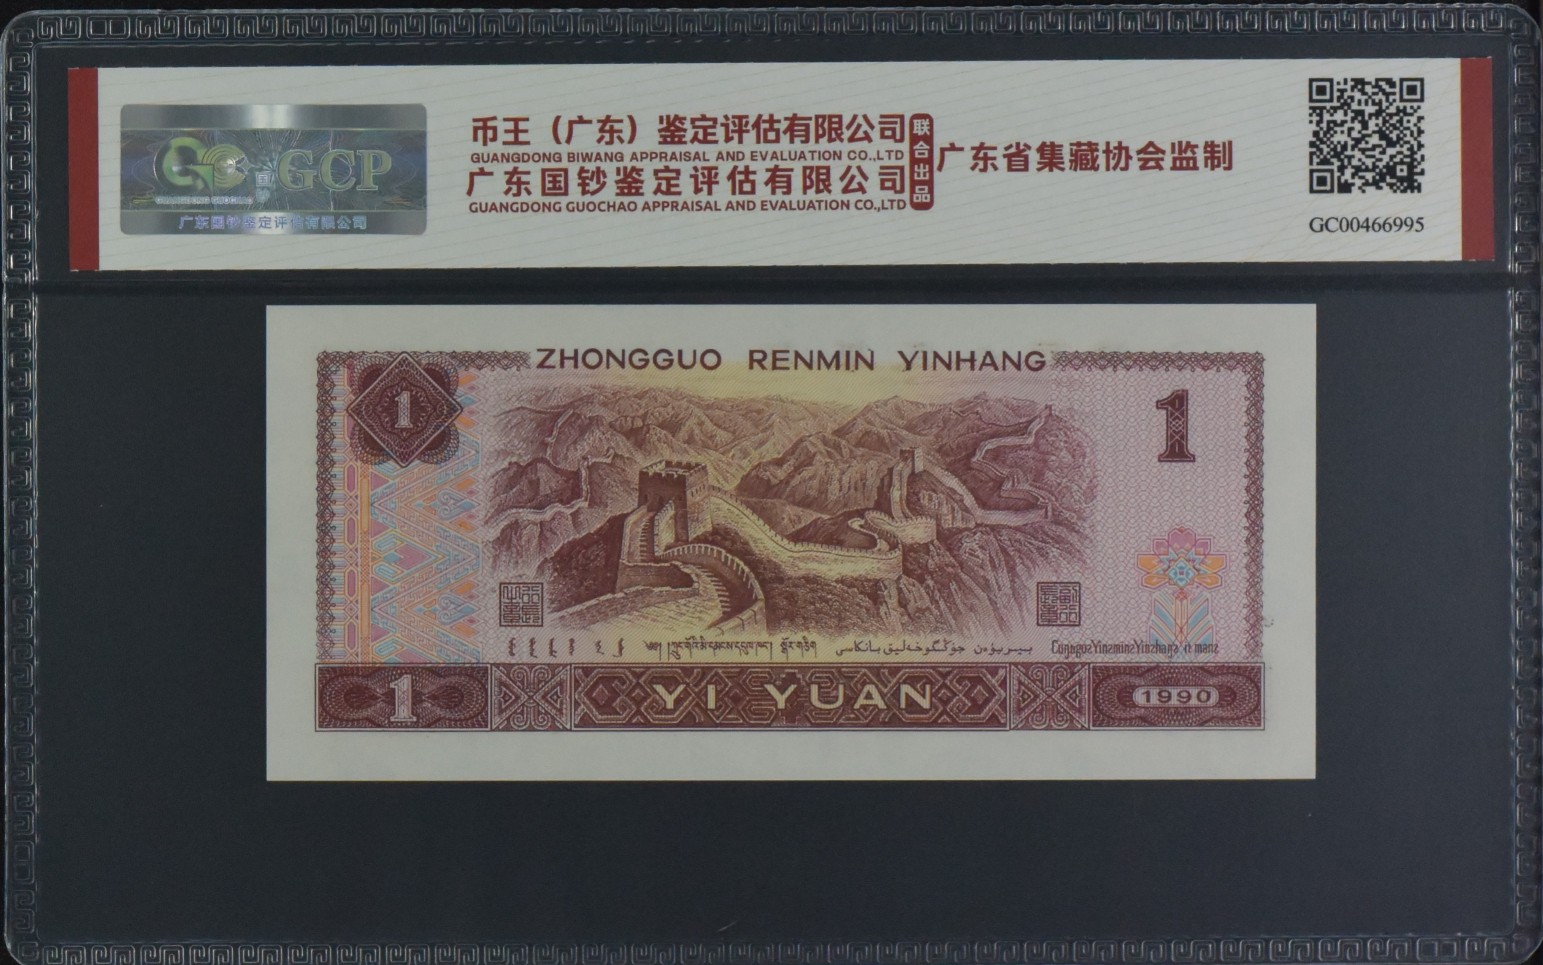 币王（广东）鉴定评估有限公司
GUANGDONG BIWANG APPRAISAL AND EVALUATION CO.,LTD
广东国钞鉴定评估有限公司
GUANGDONG GUOCHAO APPRAISAL AND EVALUATION CO.,LTD
联合出品
广东省集藏协会监制
GC00466995
GCP
国钞
广东国钞鉴定评估有限公司
ZHONGGUO RENMIN YINHANG
1
1
1
YI YUAN
1990